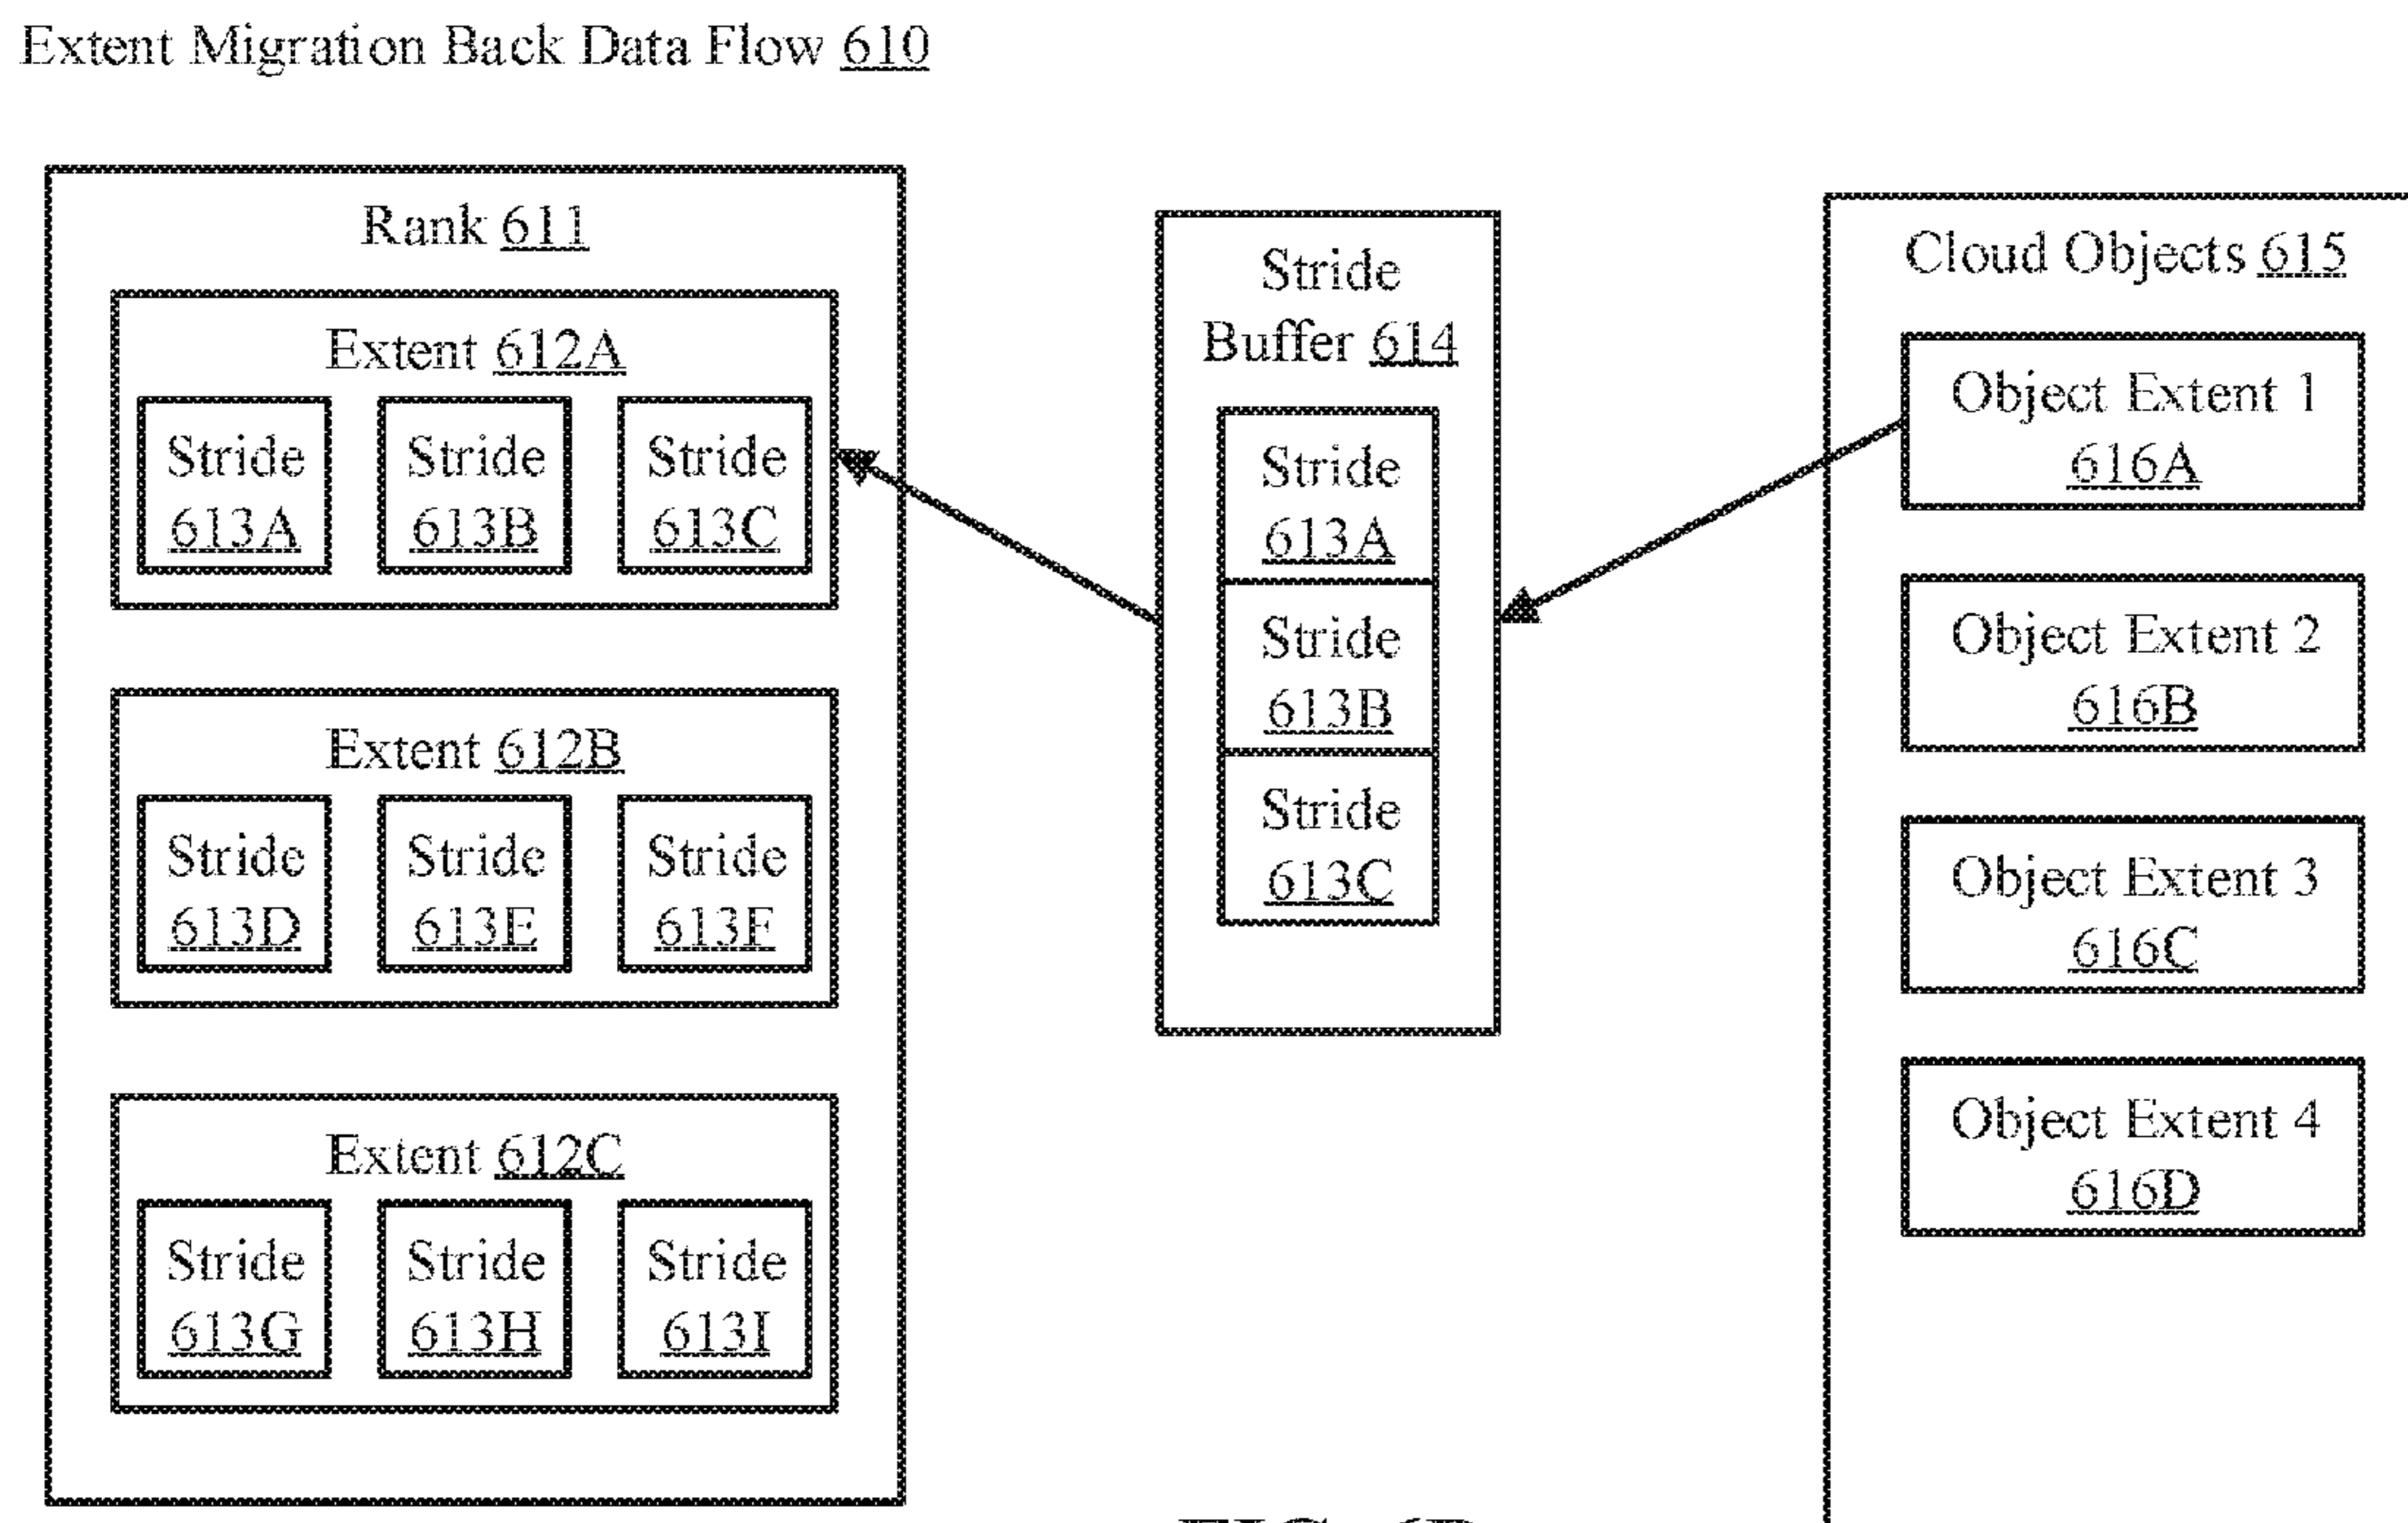 Extent Migration Back Data Flow 610
Rank 611
Extent 612A
Stride 613A
Stride 613B
Stride 613C
Extent 612B
Stride 613D
Stride 613E
Stride 613F
Extent 612C
Stride 613G
Stride 613H
Stride 613I
Stride
Buffer 614
Stride
613A
Stride
613B
Stride
613C
Cloud Objects 615
Object Extent 1
616A
Object Extent 2
616B
Object Extent 3
616C
Object Extent 4
616D